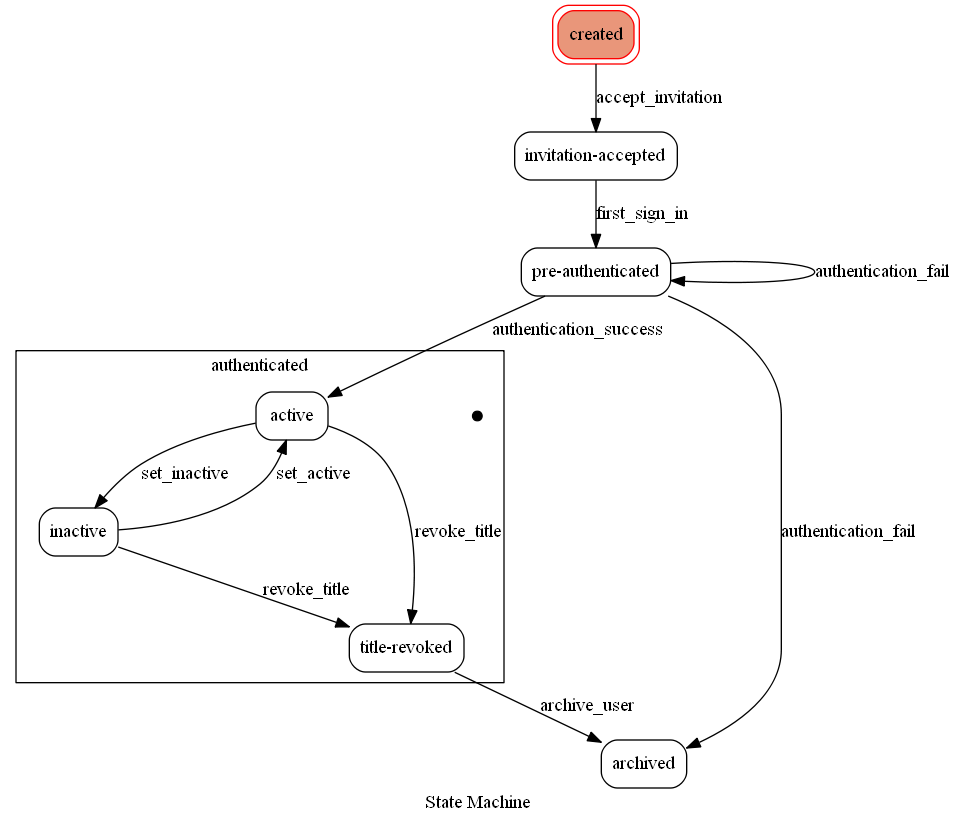 created
accept_invitation
invitation-accepted
first_sign_in
pre-authenticated
authentication_fail
authentication_success
authenticated
active
set_inactive
set_active
inactive
revoke_title
authentication_fail
revoke_title
title-revoked
archive_user
archived
State Machine